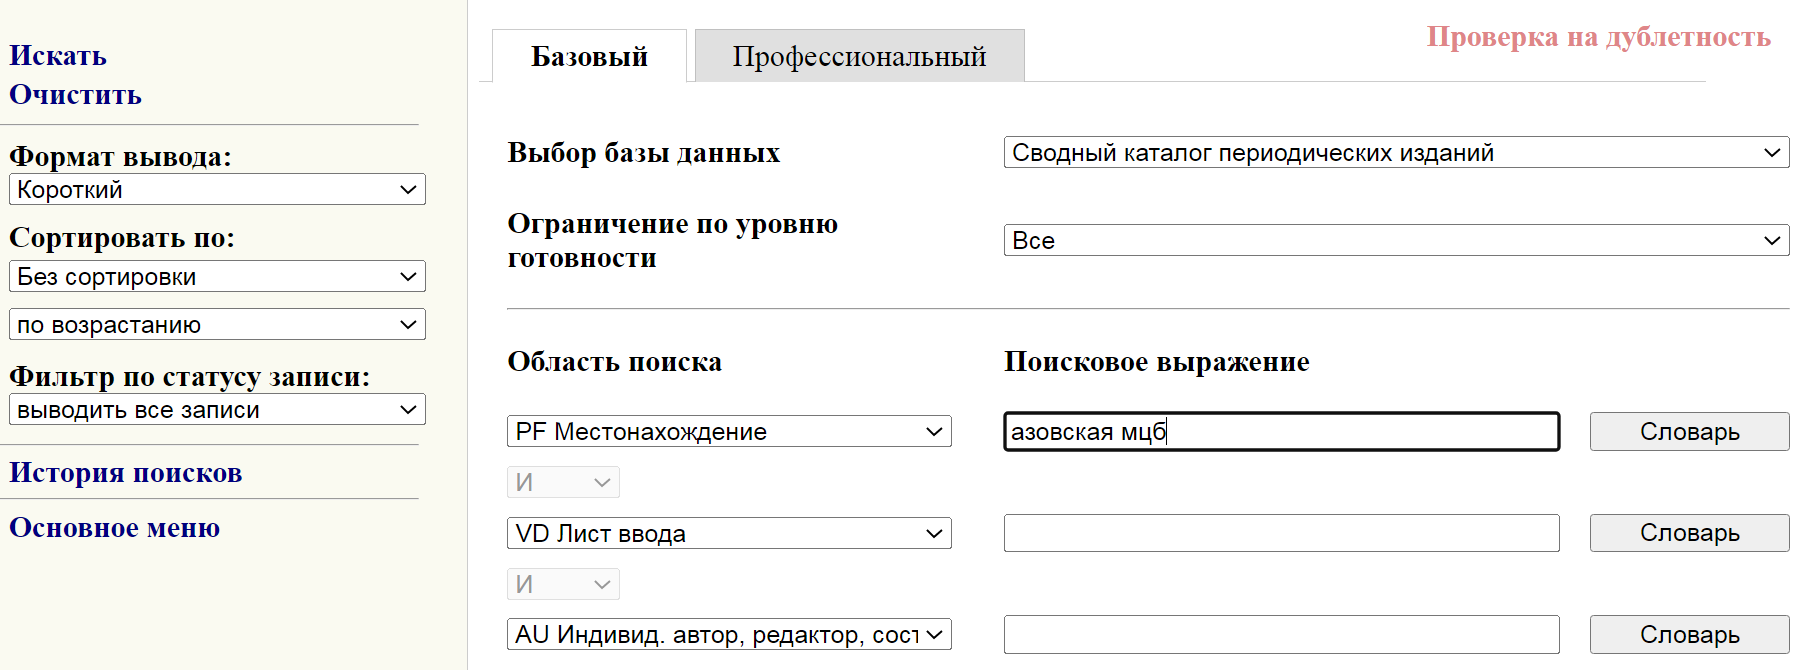 Искать
Очистить
Формат вывода:
Короткий
Сортировать по:
Без сортировки
по возрастанию
Фильтр по статусу записи:
выводить все записи
История поисков
Основное меню
Базовый
Профессиональный
Проверка на дублетность
Выбор базы данных
Сводный каталог периодических изданий
Ограничение по уровню
готовности
Все
Область поиска
Поисковое выражение
PF Местонахождение
азовская мцб
Словарь
И
VD Лист ввода
Словарь
И
AU Индивид. автор, редактор, сост
Словарь